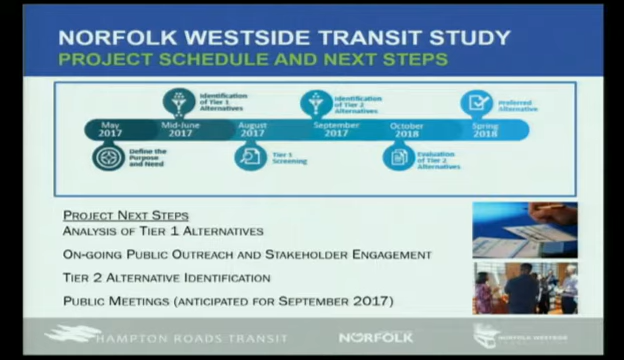 NORFOLK WESTSIDE TRANSIT STUDY
PROJECT SCHEDULE AND NEXT STEPS
Identification
of Tier 1
Alternatives
Identification
of Tier 2
Alternatives
Preferred
Alternative
May
2017
Mid-June
2017
August
2017
September
2017
October
2018
Spring
2018
Define the
Purpose
and Need
Tier 1
Screening
Evaluation
of Tier 2
Alternatives
PROJECT NEXT STEPS
ANALYSIS OF TIER 1 ALTERNATIVES
ON-GOING PUBLIC OUTREACH AND STAKEHOLDER ENGAGEMENT
TIER 2 ALTERNATIVE IDENTIFICATION
PUBLIC MEETINGS (ANTICIPATED FOR SEPTEMBER 2017)
HAMPTON ROADS TRANSIT
NORFOLK
NORFOLK WESTSIDE